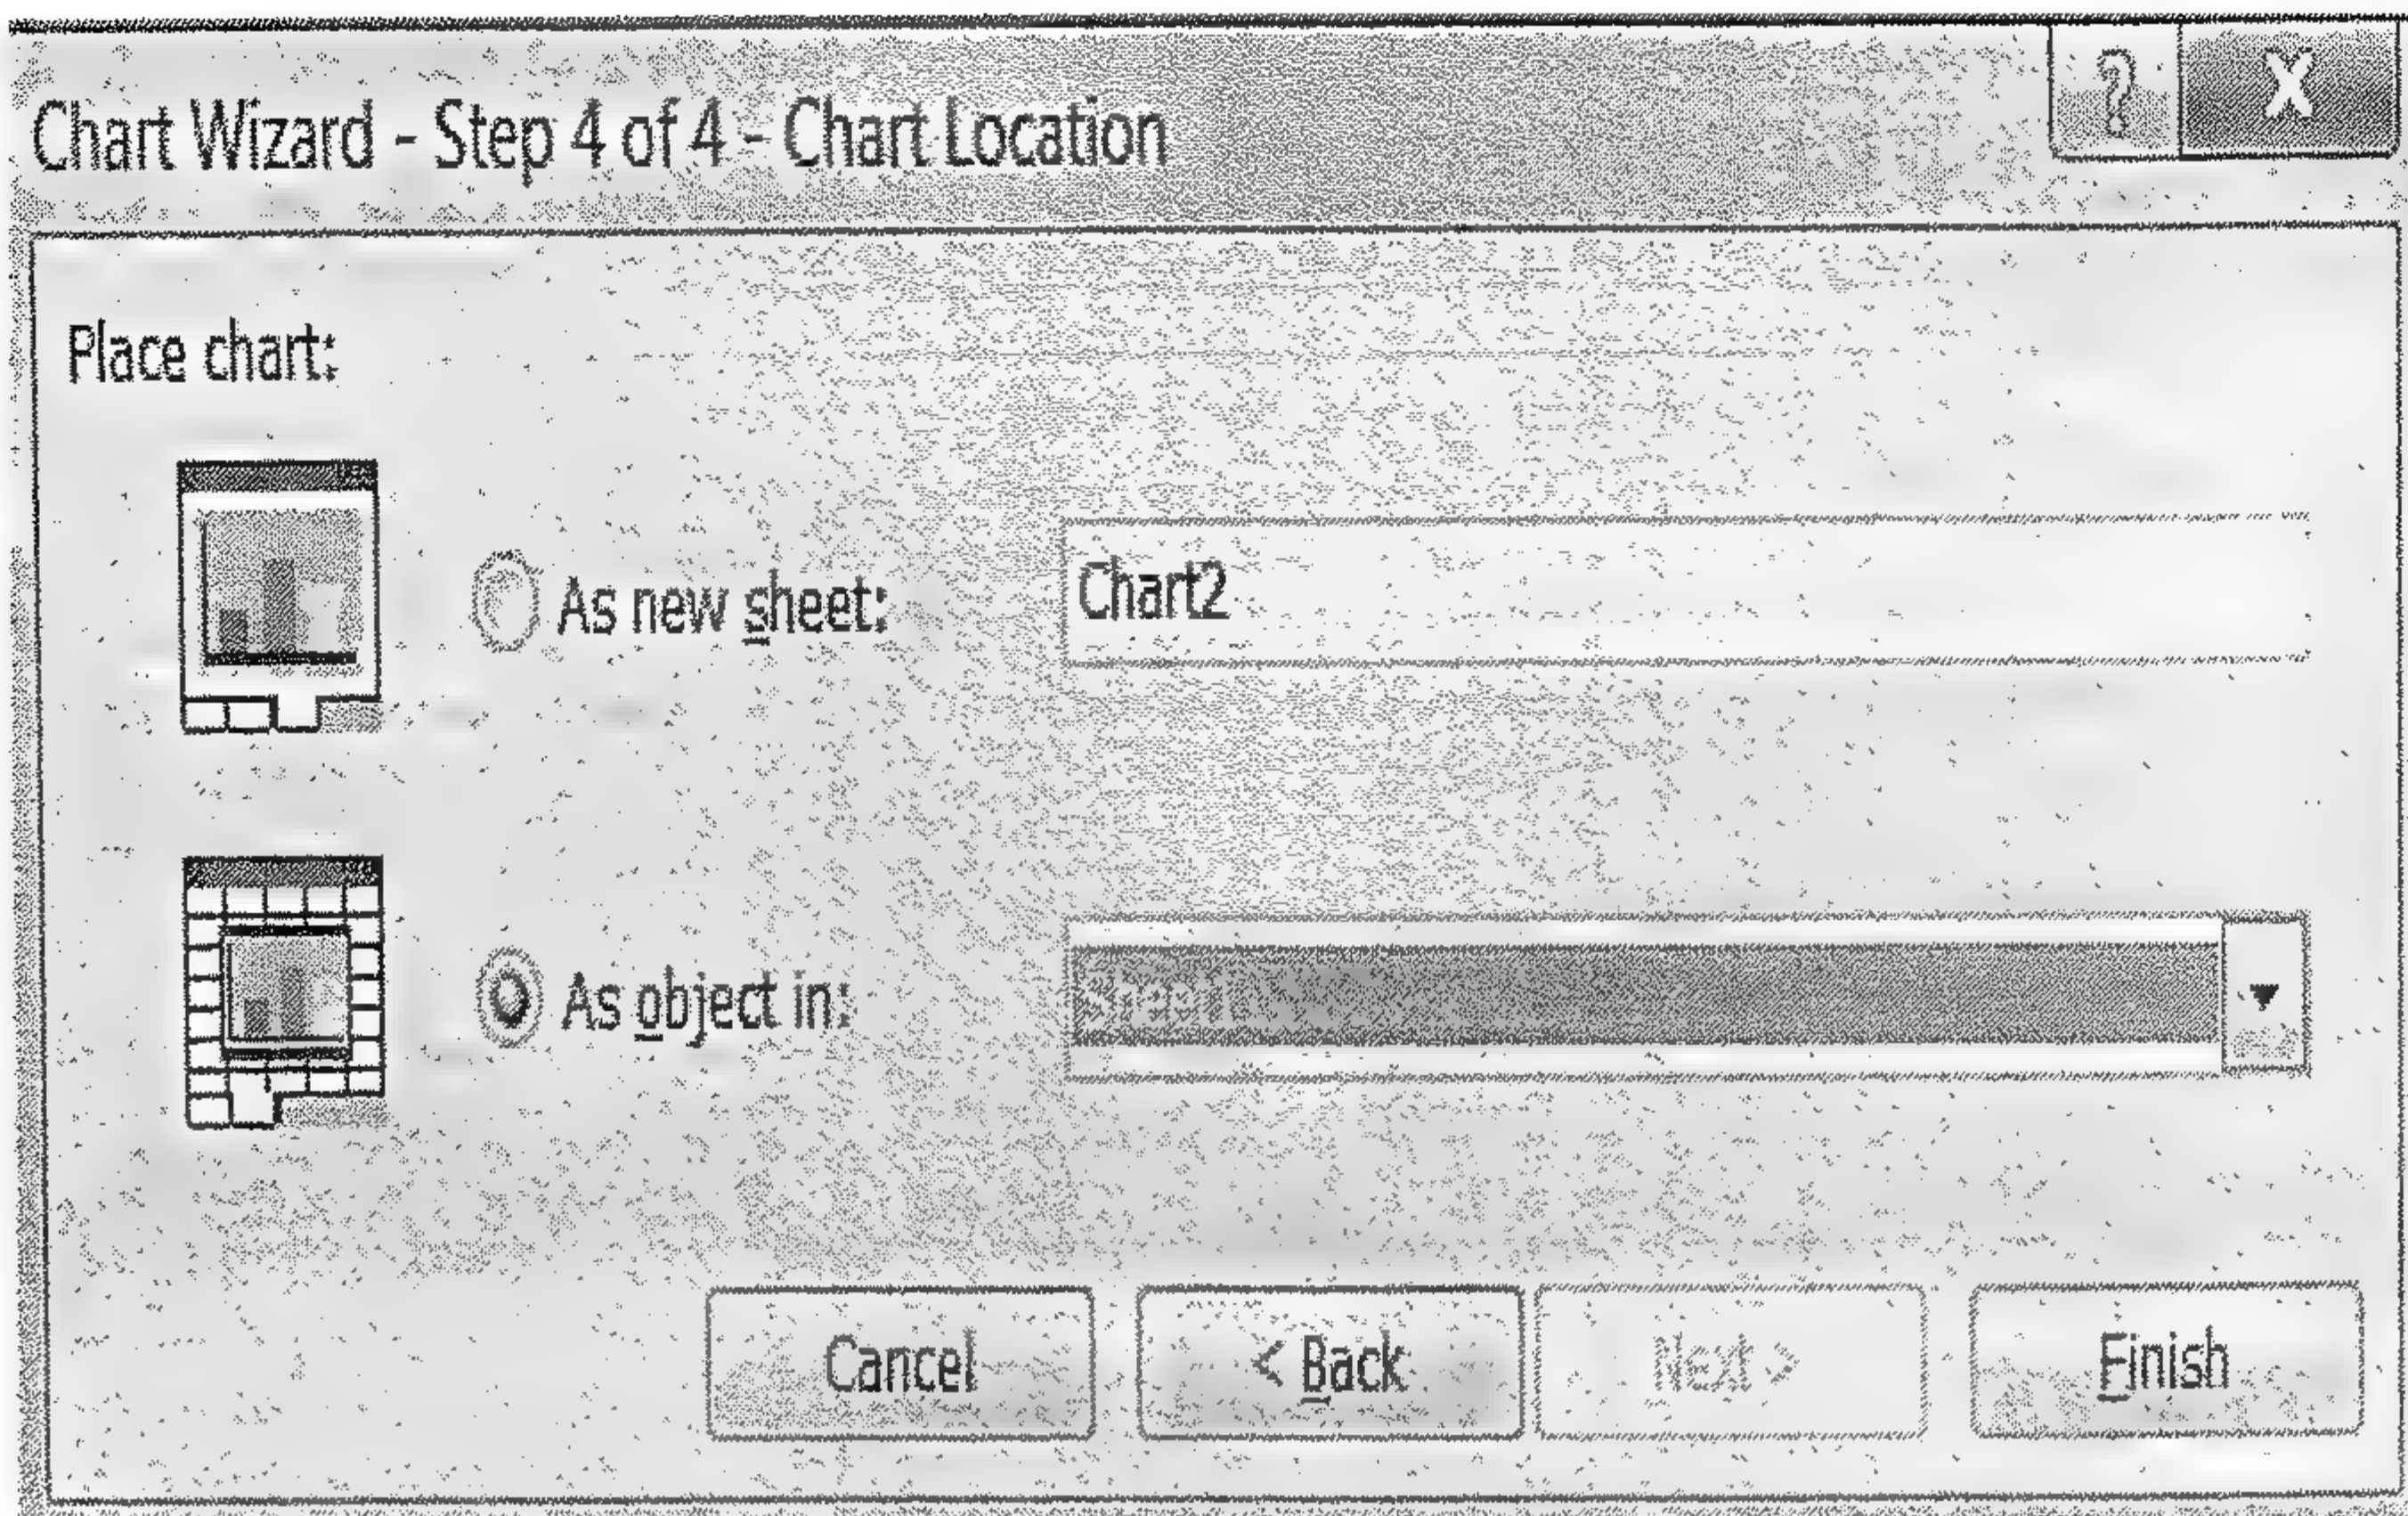 Chart Wizard - Step 4 of 4 - Chart Location
? X
Place chart:
As new sheet: Chart2
As object in:
Cancel < Back Next > Finish